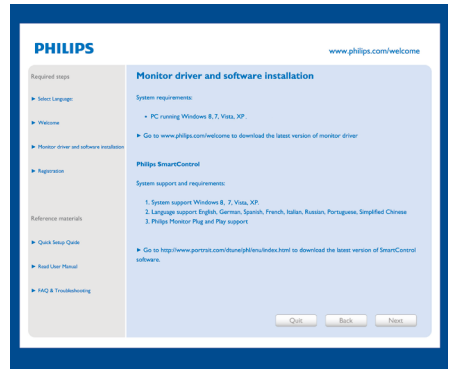 PHILIPS
www.philips.com/welcome
Required steps
► Select Language:
► Welcome
► Monitor driver and software installation
► Registration
Reference materials
► Quick Setup Guide
► Read User Manual
► FAQ & Troubleshooting
Monitor driver and software installation
System requirements:
• PC running Windows 8, 7, Vista, XP.
► Go to www.philips.com/welcome to download the latest version of monitor driver
Philips SmartControl
System support and requirements:
1. System support Windows 8, 7, Vista, XP.
2. Language support English, German, Spanish, French, Italian, Russian, Portuguese, Simplified Chinese
3. Philips Monitor Plug and Play support
► Go to http://www.portrait.com/dtune/phl/enu/index.html to download the latest version of SmartControl
software.
Quit
Back
Next